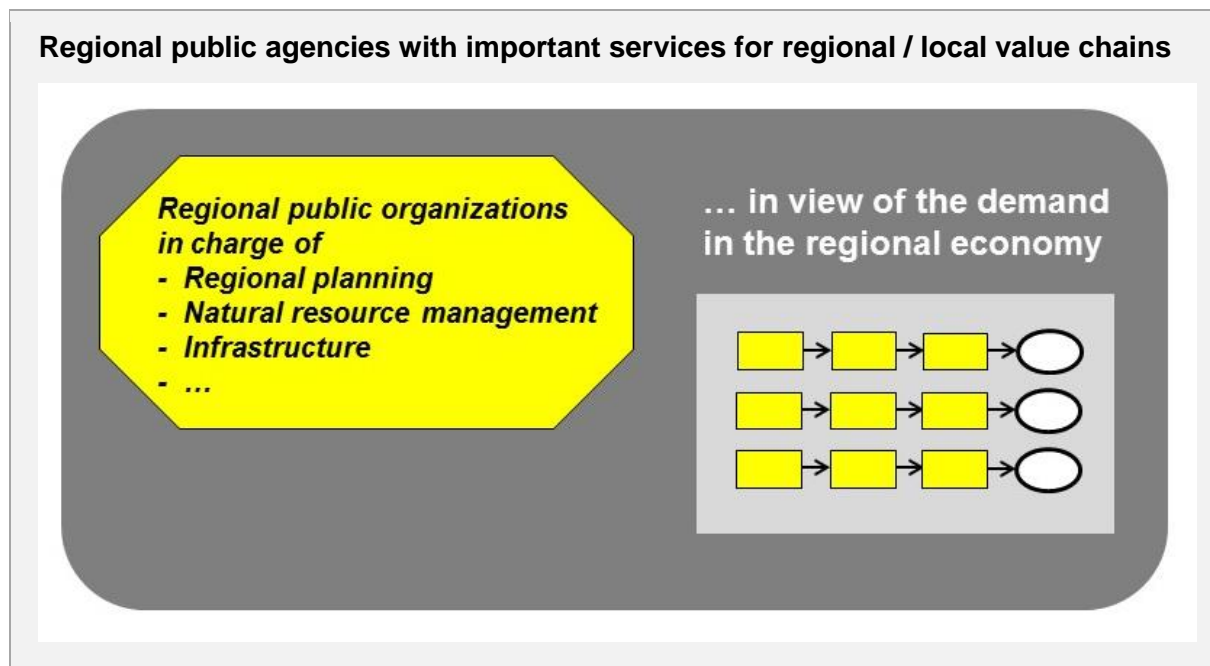 Regional public agencies with important services for regional / local value chains
Regional public organizations
in charge of
- Regional planning
- Natural resource management
- Infrastructure
- …
… in view of the demand
in the regional economy